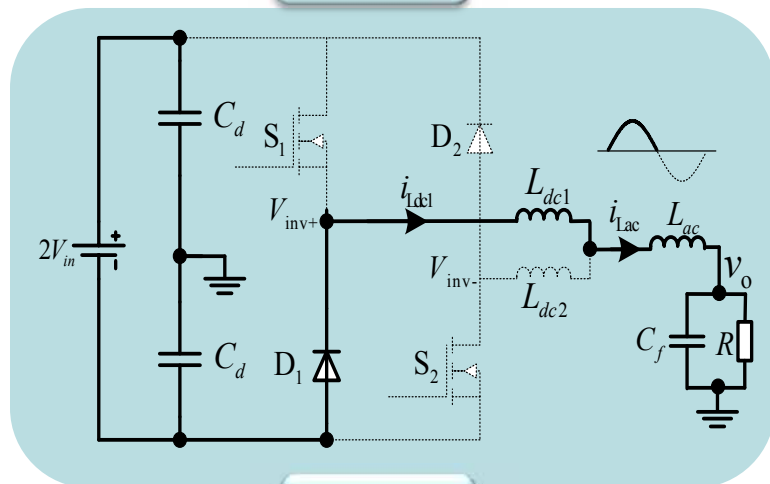 C_d
S_1
D_2
i_Ldc1
L_dc1
V_inv+
i_Lac
L_ac
2V_in
+
-
V_inv-
v_o
L_dc2
C_d
D_1
S_2
C_f
R